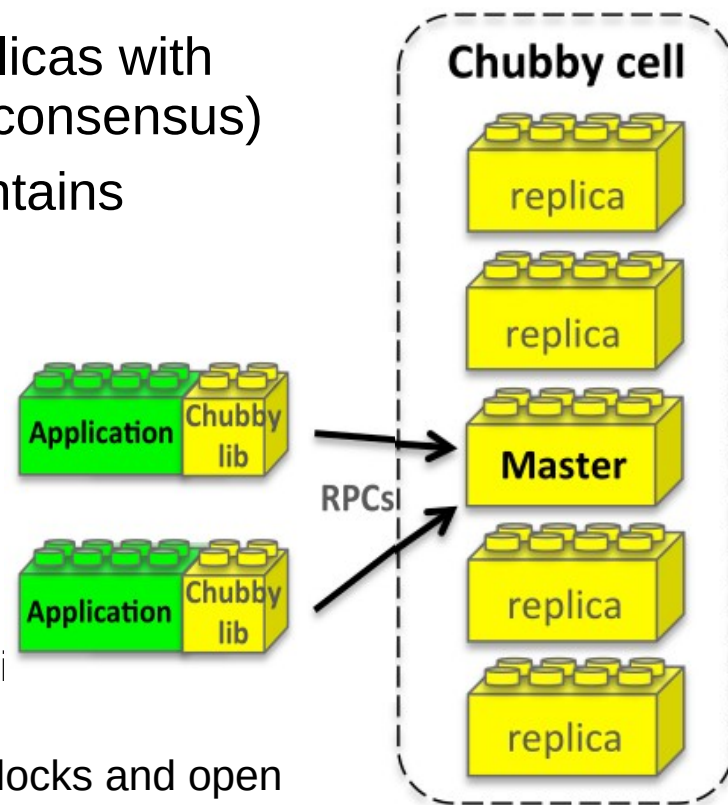 licas with
consensus)
ntains
Chubby cell
replica
replica
Application
Chubby
lib
Master
RPCs
Application
Chubby
lib
replica
replica
locks and open